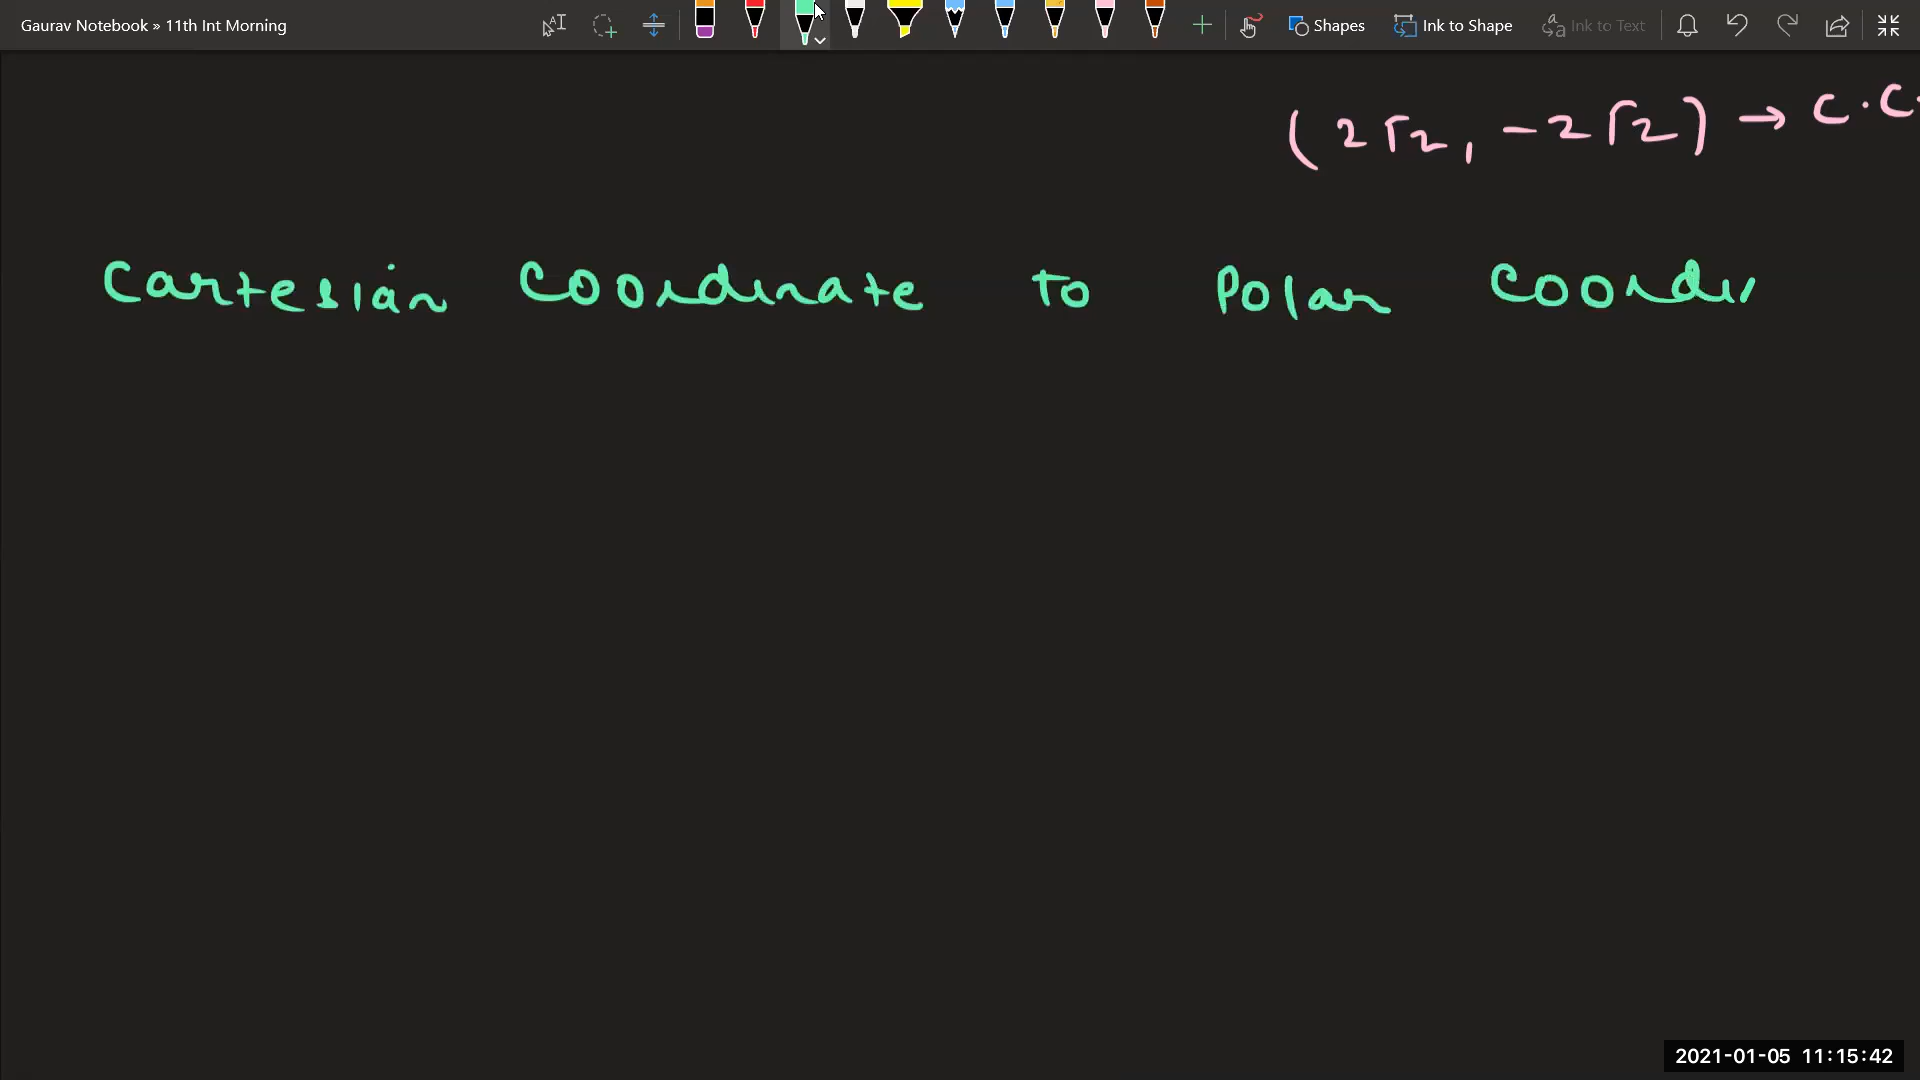 Gaurav Notebook » 11th Int Morning Shapes Ink to Shape Ink to Text
(2√2, -2√2) → C.C.
Cartesian Coordinate To Polar Coordi
2021-01-05 11:15:42